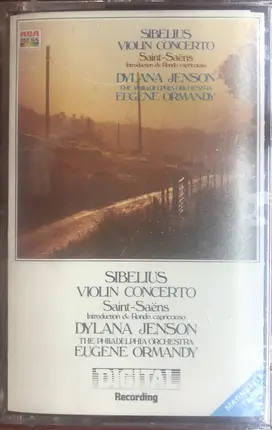 RCA
SIBELIUS
VIOLIN CONCERTO
Saint-Saëns
Introduction & Rondo capriccioso
DYLANA JENSON
THE PHILADELPHIA ORCHESTRA
EUGENE ORMANDY
SIBELIUS
VIOLIN CONCERTO
Saint-Saëns
Introduction & Rondo capriccioso
DYLANA JENSON
THE PHILADELPHIA ORCHESTRA
EUGENE ORMANDY
DIGITAL
Recording